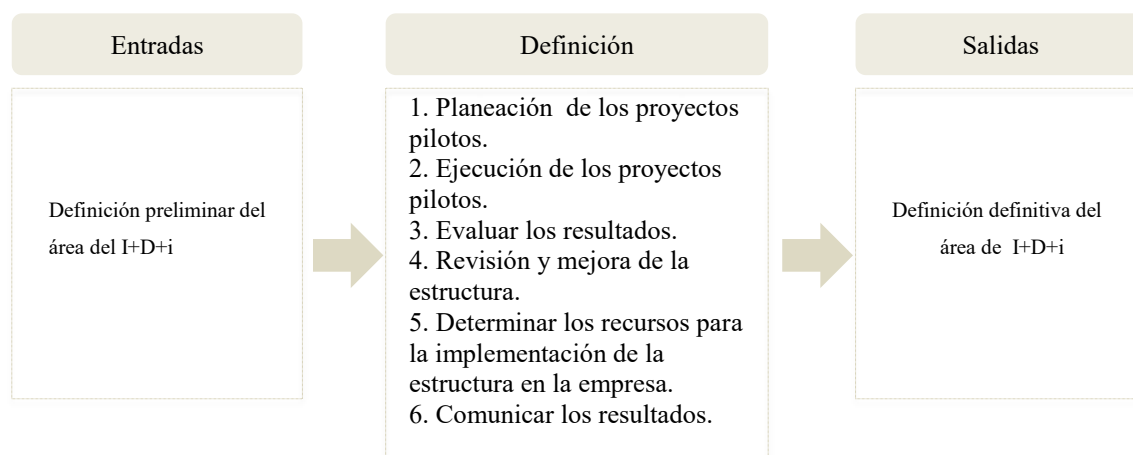 Entradas
Definición
Salidas
Definición preliminar del
área del I+D+i
1. Planeación  de los proyectos
pilotos.
2. Ejecución de los proyectos
pilotos.
3. Evaluar los resultados.
4. Revisión y mejora de la
estructura.
5. Determinar los recursos para
la implementación de la
estructura en la empresa.
6. Comunicar los resultados.
Definición definitiva del
área de  I+D+i